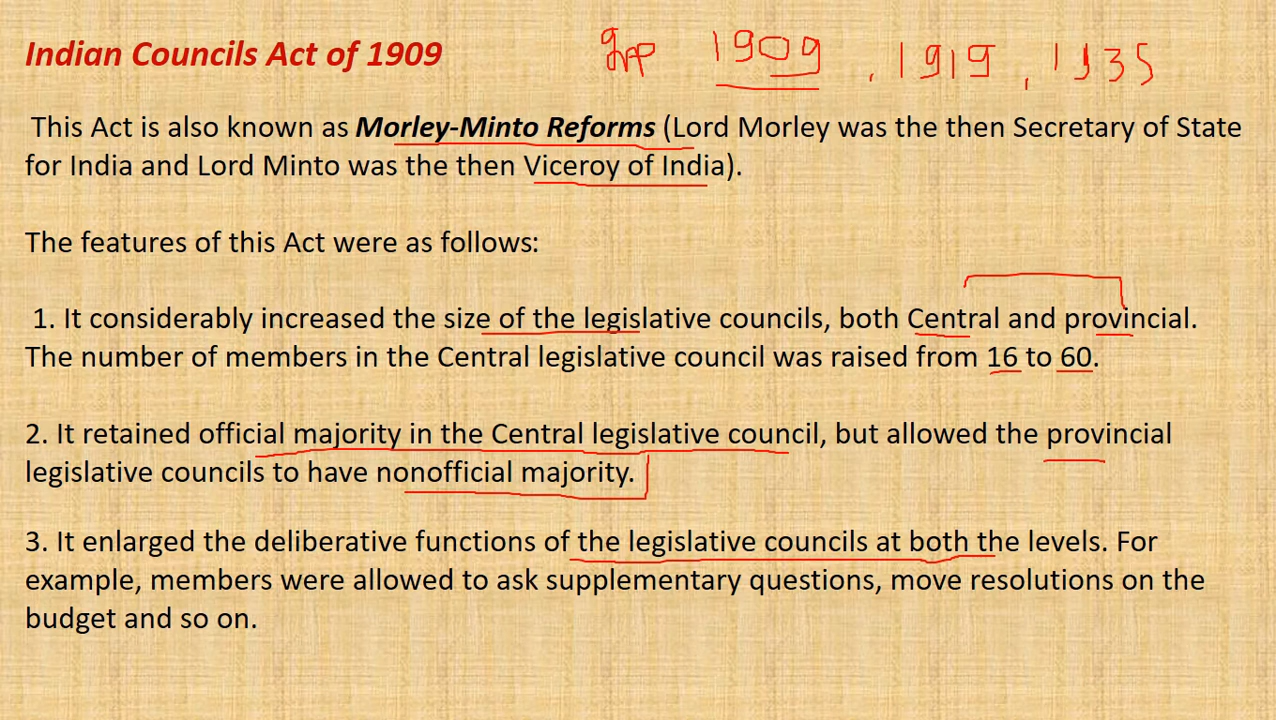 Indian Councils Act of 1909
1909, 1919, 1935
This Act is also known as Morley-Minto Reforms (Lord Morley was the then Secretary of State
for India and Lord Minto was the then Viceroy of India).
The features of this Act were as follows:
1. It considerably increased the size of the legislative councils, both Central and provincial.
The number of members in the Central legislative council was raised from 16 to 60.
2. It retained official majority in the Central legislative council, but allowed the provincial
legislative councils to have nonofficial majority.
3. It enlarged the deliberative functions of the legislative councils at both the levels. For
example, members were allowed to ask supplementary questions, move resolutions on the
budget and so on.